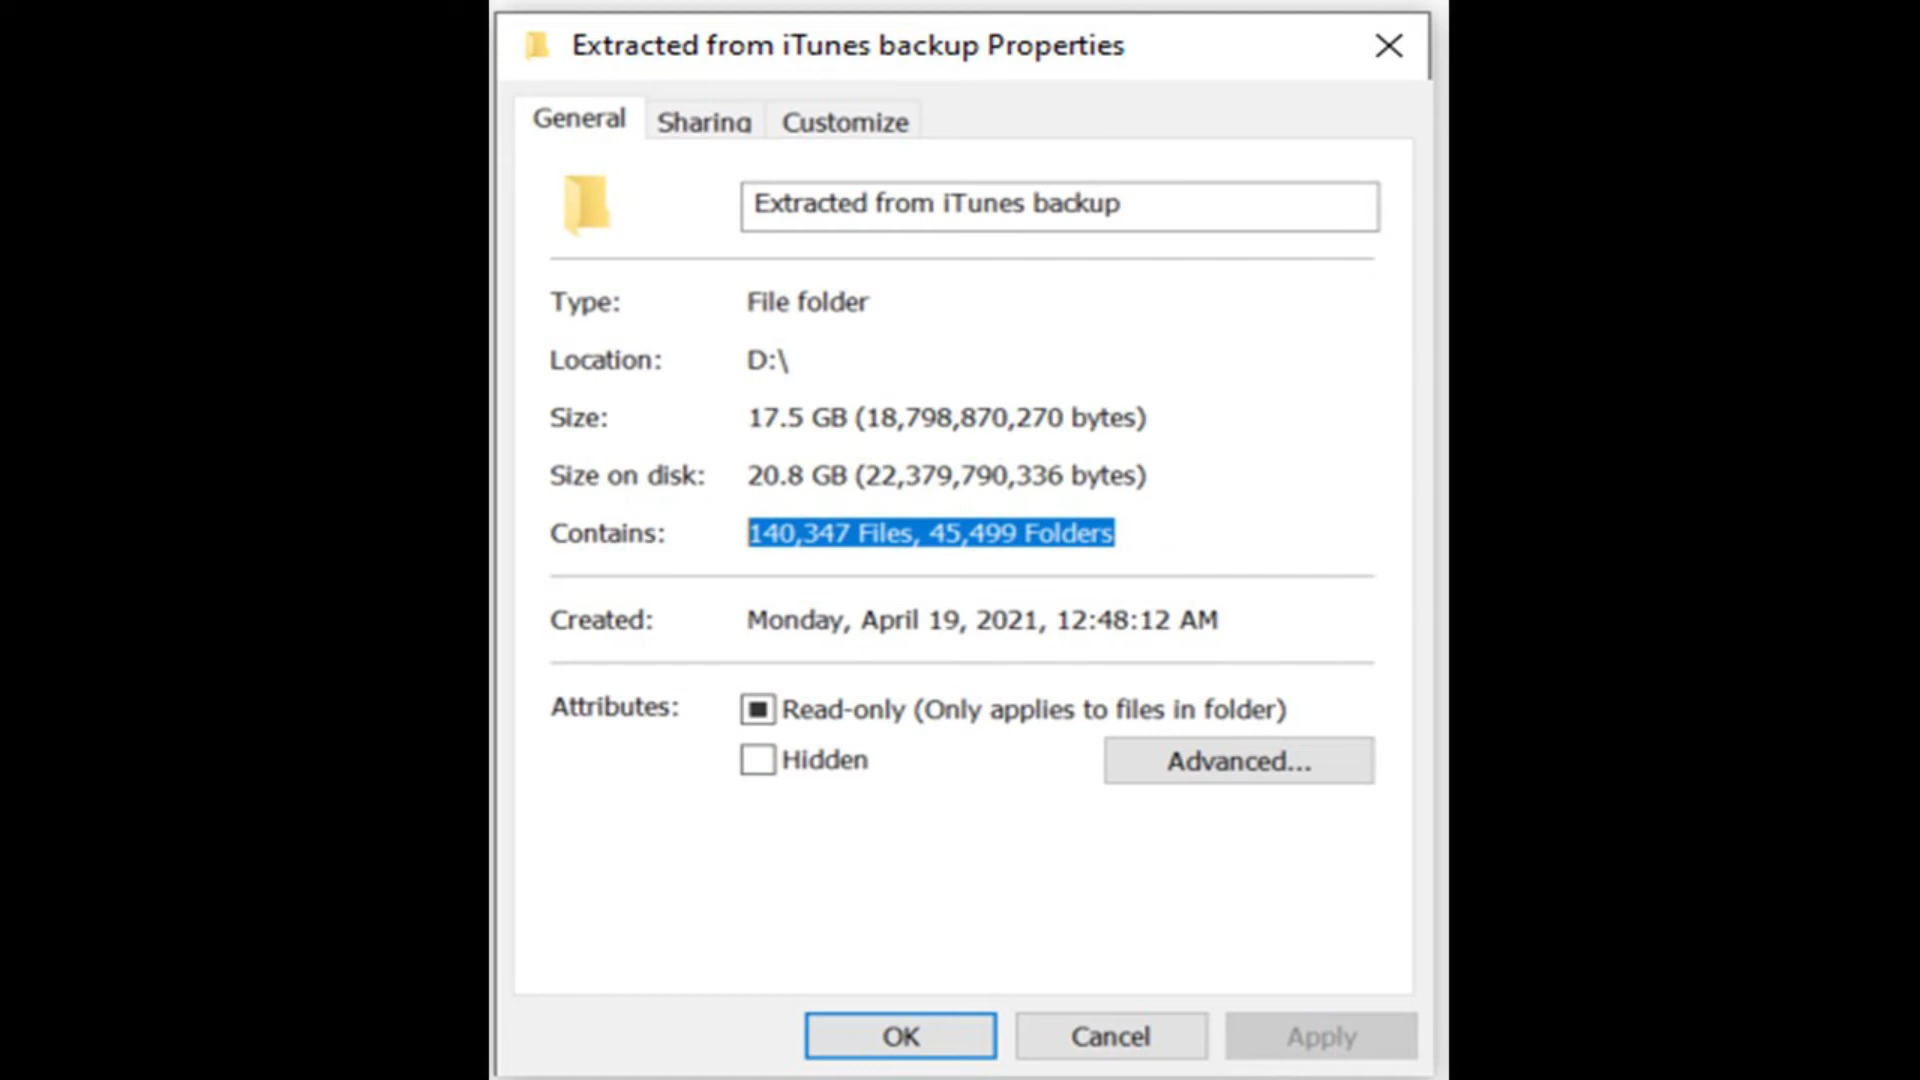 Extracted from iTunes backup Properties
General Sharing Customize
Extracted from iTunes backup
Type: File folder
Location: D:\
Size: 17.5 GB (18,798,870,270 bytes)
Size on disk: 20.8 GB (22,379,790,336 bytes)
Contains: 140,347 Files, 45,499 Folders
Created: Monday, April 19, 2021, 12:48:12 AM
Attributes: Read-only (Only applies to files in folder)
Hidden Advanced...
OK Cancel Apply